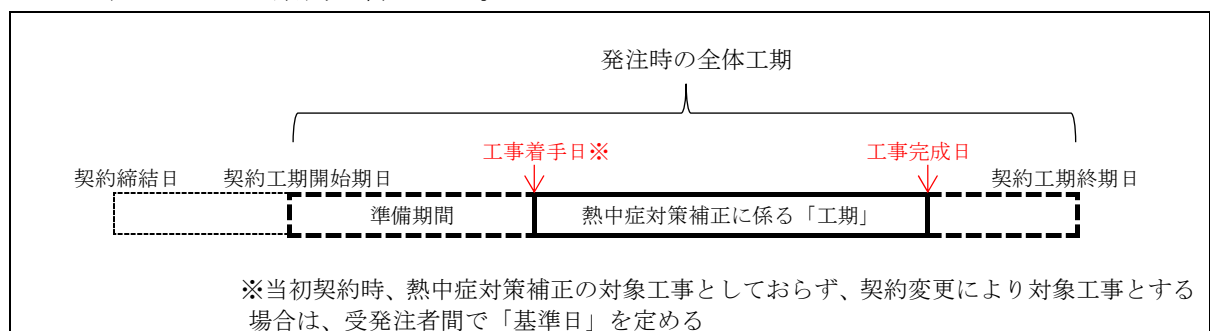 発注時の全体工期
工事着手日※
工事完成日
契約締結日
契約工期開始期日
契約工期終期日
準備期間
熱中症対策補正に係る「工期」
※当初契約時、熱中症対策補正の対象工事としておらず、契約変更により対象工事とする
場合は、受発注者間で「基準日」を定める